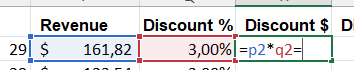 Revenue Discount % Discount $
29 $ 161,82 3,00% =p2*q2=